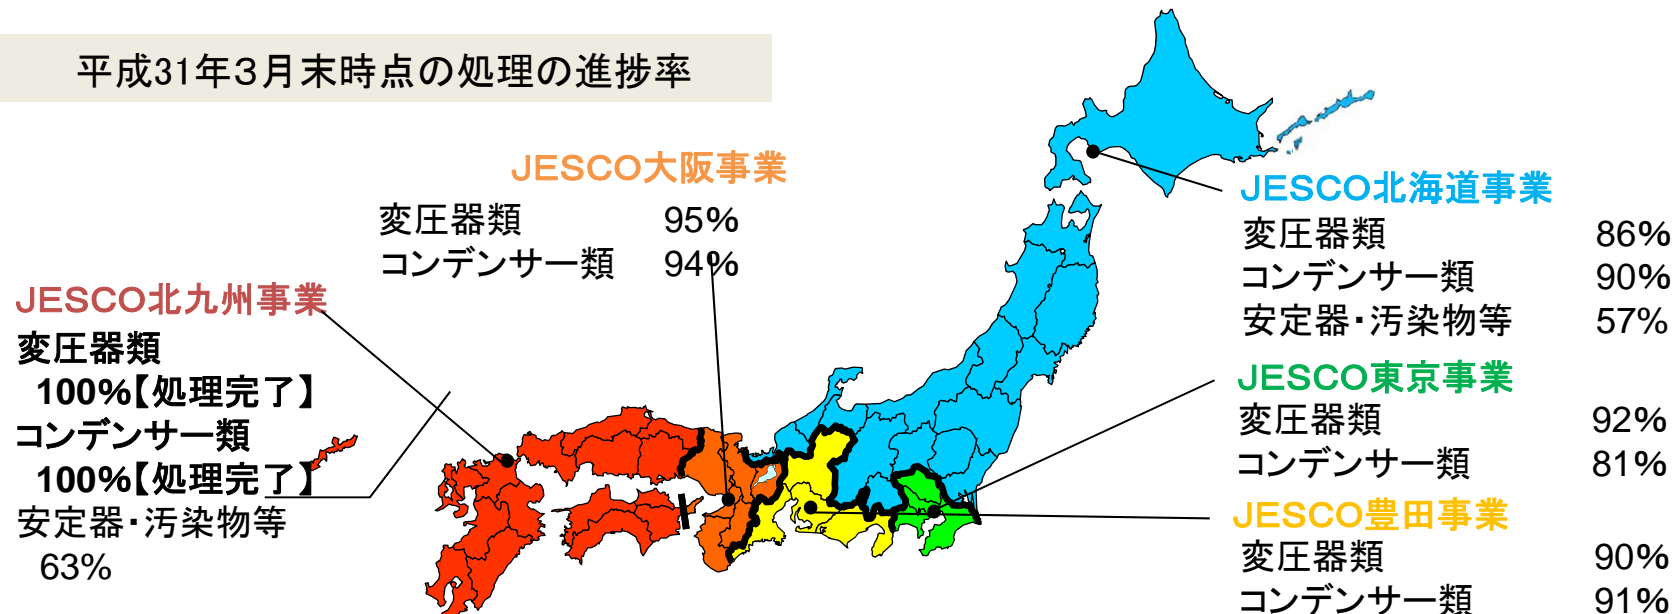 平成31年3月末時点の処理の進捗率
JESCO大阪事業
変圧器類 95%
コンデンサー類 94%
JESCO北海道事業
変圧器類 86%
コンデンサー類 90%
安定器・汚染物等 57%
JESCO北九州事業
変圧器類
100%【処理完了】
コンデンサー類
100%【処理完了】
安定器・汚染物等
63%
JESCO東京事業
変圧器類 92%
コンデンサー類 81%
JESCO豊田事業
変圧器類 90%
コンデンサー類 91%